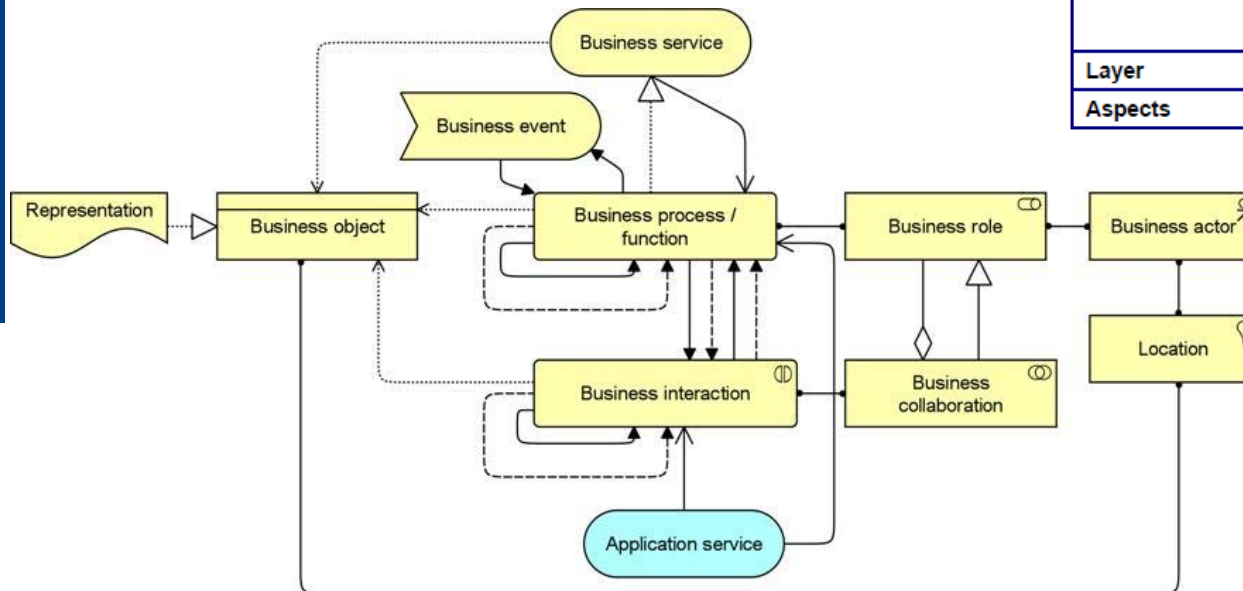 Business service
Layer
Aspects
Business event
Representation
Business object
Business process /
function
Business role
Business actor
Location
Business interaction
Business
collaboration
Application service